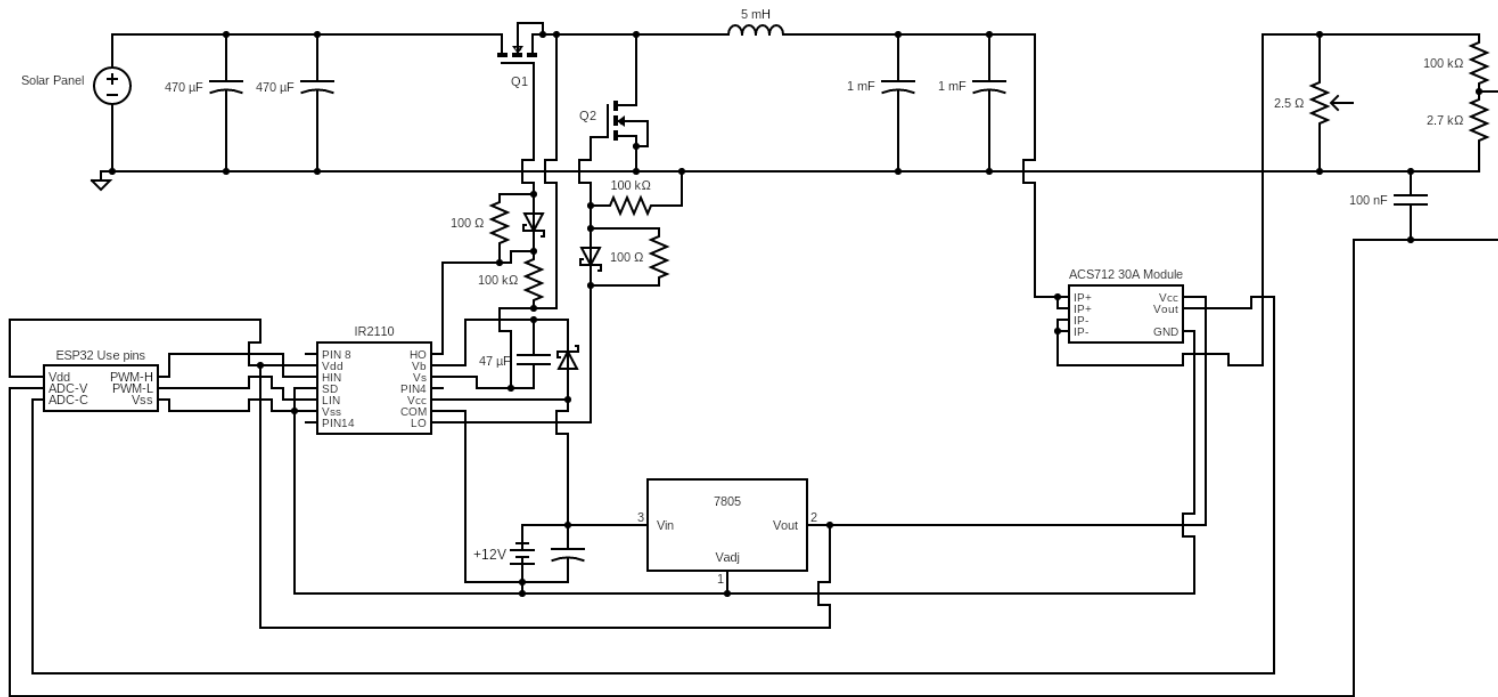 5 mH
Q1
Solar Panel
470 µF
470 µF
Q2
1 mF
1 mF
2.5 Ω
100 kΩ
2.7 kΩ
100 kΩ
100 nF
100 Ω
100 Ω
100 kΩ
ACS712 30A Module
IP+
IP+
IP-
IP-
Vcc
Vout
GND
IR2110
PIN 8
Vdd
HIN
SD
LIN
Vss
PIN14
HO
Vb
Vs
PIN4
Vcc
COM
LO
47 µF
ESP32 Use pins
Vdd
ADC-V
ADC-C
PWM-H
PWM-L
Vss
7805
3
Vin
Vout
2
Vadj
1
+12V